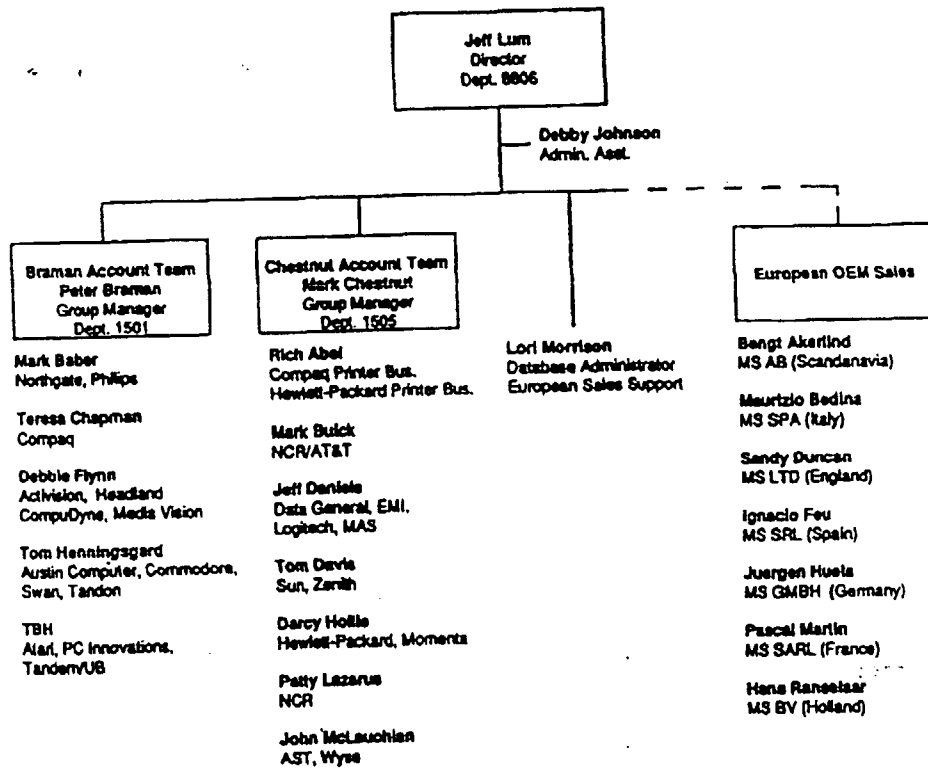 Jeff Lum
Director
Dept. 8806
Debby Johnson
Admin. Asst.
Braman Account Team
Peter Braman
Group Manager
Dept. 1501
Mark Baber
Northgate, Philips
Teresa Chapman
Compaq
Debbie Flynn
Activision, Headland
CompuDyne, Media Vision
Tom Henningsgard
Austin Computer, Commodore,
Swan, Tandon
TBH
Atari, PC Innovations,
Tandem/UB
Chestnut Account Team
Mark Chestnut
Group Manager
Dept. 1505
Rich Abel
Compaq Printer Bus.
Hewlett-Packard Printer Bus.
Mark Buick
NCR/AT&T
Jeff Daniels
Data General, EMI,
Logitech, MAS
Tom Davis
Sun, Zenith
Darcy Hollie
Hewlett-Packard, Momenta
Patty Lazarus
NCR
John McLauchlan
AST, Wyse
Lori Morrison
Database Administrator
European Sales Support
European OEM Sales
Bengt Akerlind
MS AB (Scandanavia)
Maurizio Bedina
MS SPA (Italy)
Sandy Duncan
MS LTD (England)
Ignacio Feu
MS SRL (Spain)
Juergen Huels
MS GMBH (Germany)
Pascal Martin
MS SARL (France)
Hans Ranselaar
MS BV (Holland)